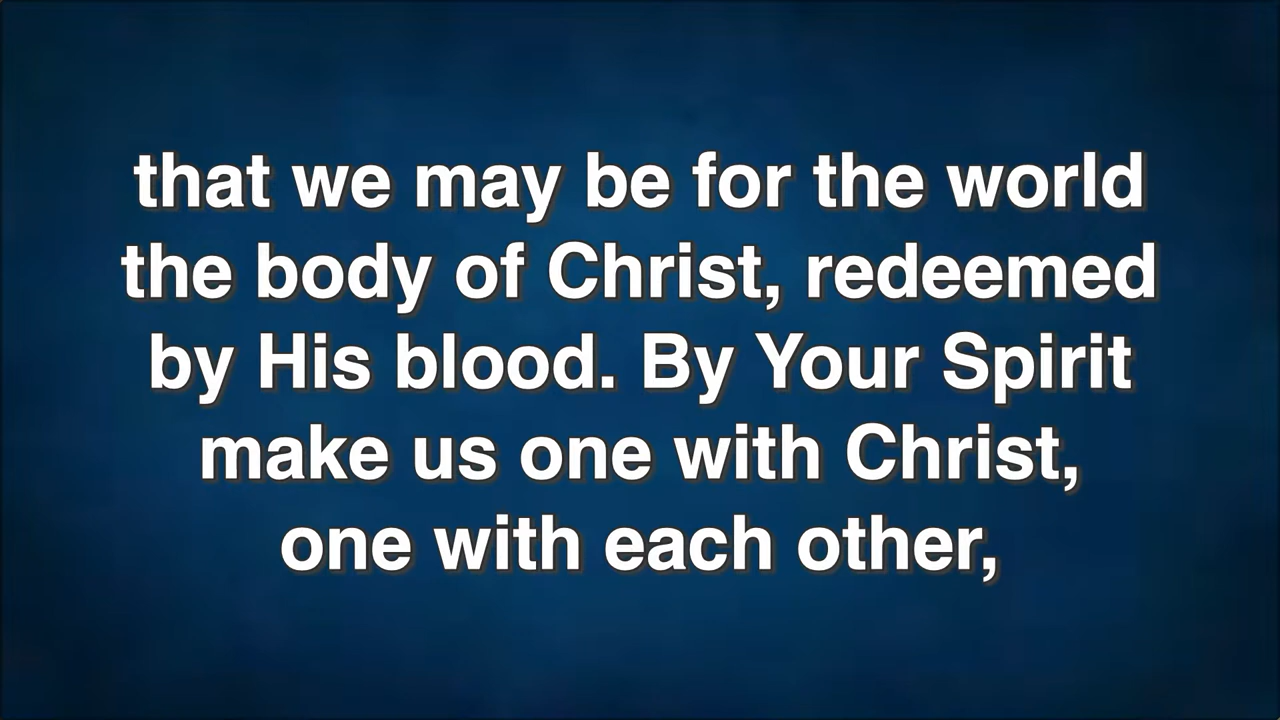 that we may be for the world
the body of Christ, redeemed
by His blood. By Your Spirit
make us one with Christ,
one with each other,